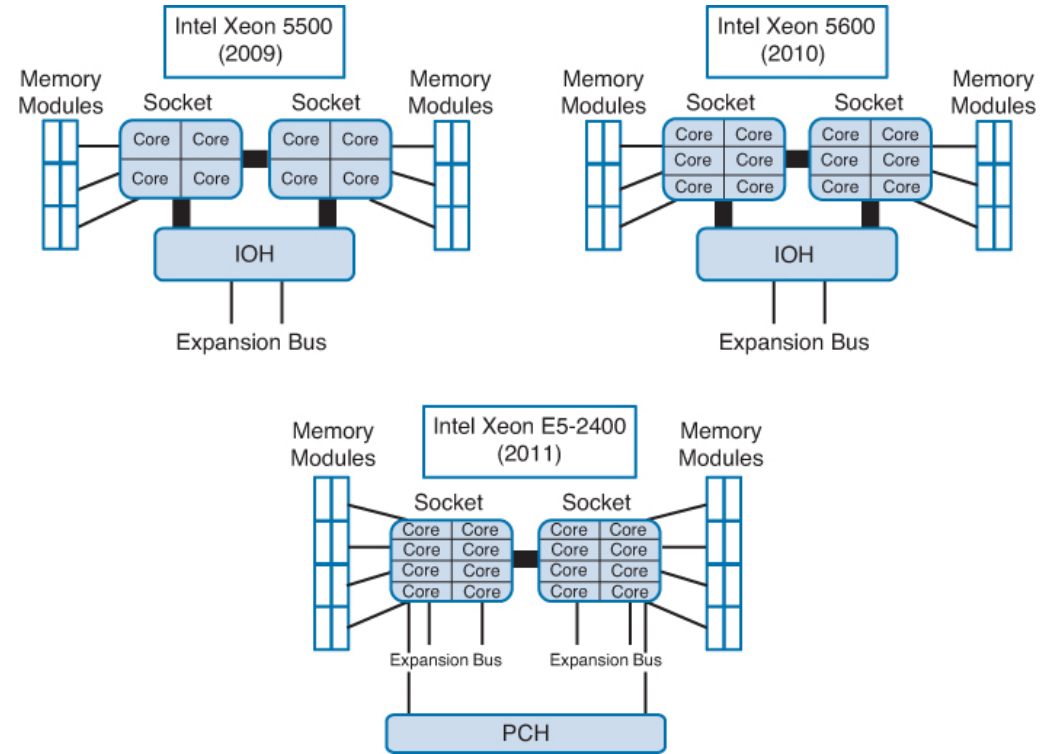 Intel Xeon 5500
(2009)
Memory
Modules
Socket
Socket
Memory
Modules
Core Core
Core Core
Core Core
Core Core
IOH
Expansion Bus
Intel Xeon 5600
(2010)
Memory
Modules
Socket
Socket
Memory
Modules
Core Core
Core Core
Core Core
Core Core
Core Core
Core Core
IOH
Expansion Bus
Intel Xeon E5-2400
(2011)
Memory
Modules
Socket
Socket
Memory
Modules
Core Core
Core Core
Core Core
Core Core
Core Core
Core Core
Core Core
Core Core
Expansion Bus
Expansion Bus
PCH